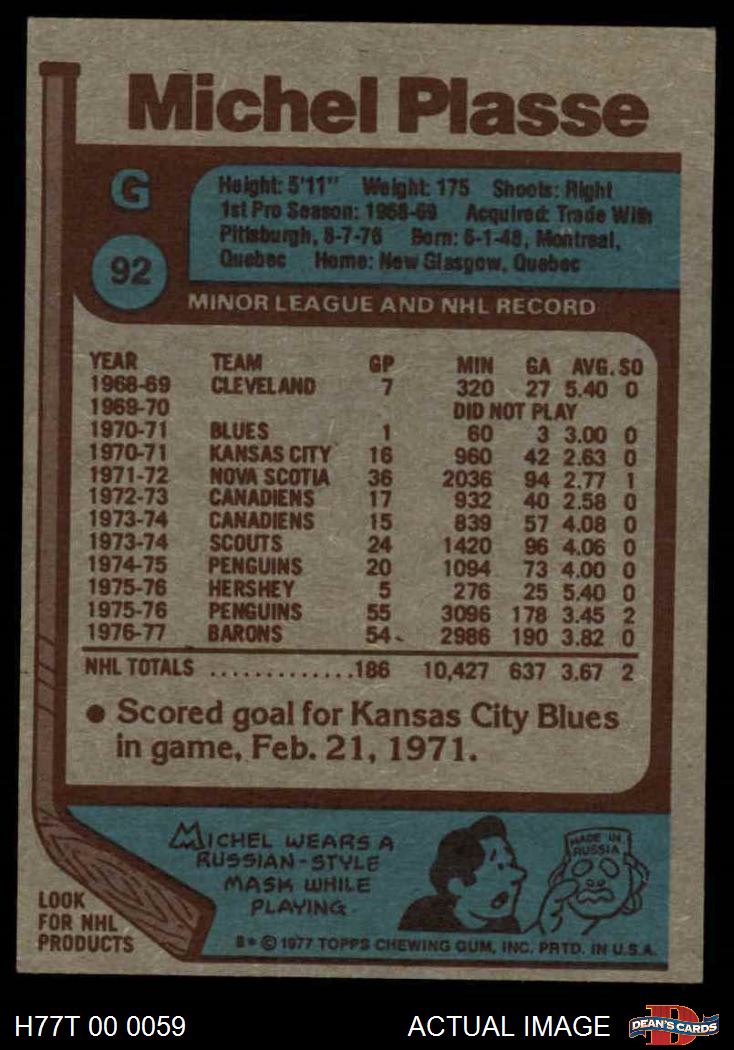 Michel Plasse
G
92
Height: 5'11" Weight: 175 Shoots: Right
1st Pro Season: 1968-69 Acquired: Trade With
Pittsburgh, 8-7-76 Born: 6-1-48, Montreal,
Quebec Home: New Glasgow, Quebec
MINOR LEAGUE AND NHL RECORD
YEAR TEAM GP MIN GA AVG. SO
1968-69 CLEVELAND 7 320 27 5.40 0
1969-70 DID NOT PLAY
1970-71 BLUES 1 60 3 3.00 0
1970-71 KANSAS CITY 16 960 42 2.63 0
1971-72 NOVA SCOTIA 36 2036 94 2.77 1
1972-73 CANADIENS 17 932 40 2.58 0
1973-74 CANADIENS 15 839 57 4.08 0
1973-74 SCOUTS 24 1420 96 4.06 0
1974-75 PENGUINS 20 1094 73 4.00 0
1975-76 HERSHEY 5 276 25 5.40 0
1975-76 PENGUINS 55 3096 178 3.45 2
1976-77 BARONS 54 2986 190 3.82 0
NHL TOTALS .............186 10,427 637 3.67 2
• Scored goal for Kansas City Blues
in game, Feb. 21, 1971.
MICHEL WEARS A
RUSSIAN-STYLE
MASK WHILE
PLAYING.
MADE IN
RUSSIA
LOOK
FOR NHL
PRODUCTS
B* © 1977 TOPPS CHEWING GUM, INC. PRTD. IN U.S.A.
H77T 00 0059
ACTUAL IMAGE
D
DEAN'S CARDS